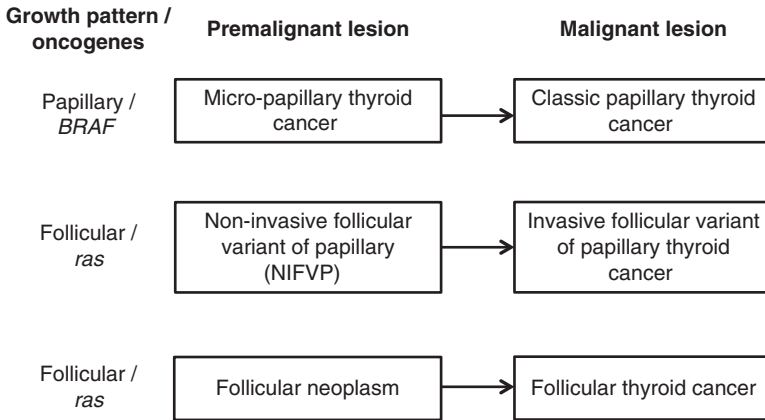 Growth pattern /
oncogenes
Premalignant lesion
Malignant lesion
Papillary /
BRAF
Micro-papillary thyroid
cancer
Classic papillary thyroid
cancer
Follicular /
ras
Non-invasive follicular
variant of papillary
(NIFVP)
Invasive follicular variant
of papillary thyroid
cancer
Follicular /
ras
Follicular neoplasm
Follicular thyroid cancer